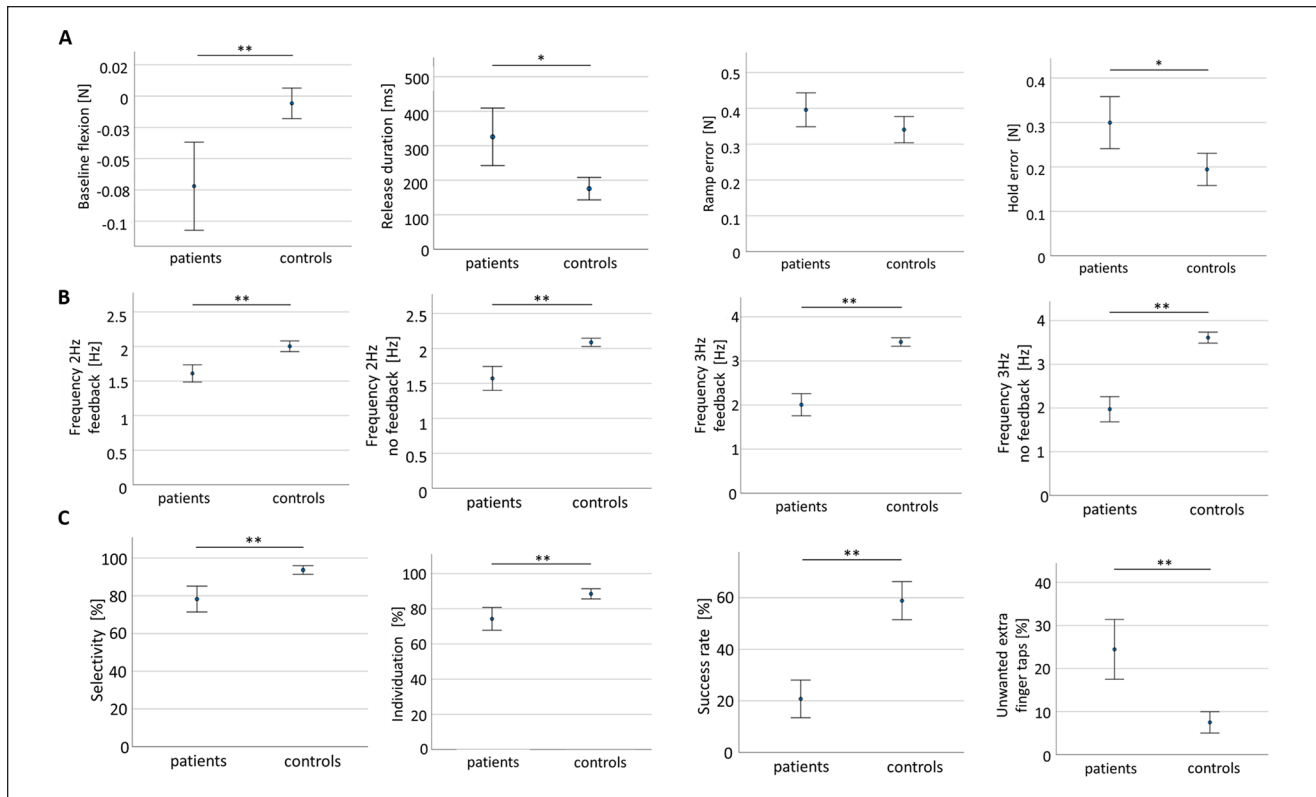 A
Baseline flexion [N]
0.02
0
-0.03
-0.05
-0.08
-0.1
**
patients
controls
Release duration [ms]
500
400
300
200
100
0
*
patients
controls
Ramp error [N]
0.5
0.4
0.3
0.2
0.1
0
patients
controls
Hold error [N]
0.4
0.3
0.2
0.1
0
*
patients
controls
B
Frequency 2Hz
feedback [Hz]
2.5
2
1.5
1
0.5
0
**
patients
controls
Frequency 2Hz
no feedback [Hz]
2.5
2
1.5
1
0.5
0
**
patients
controls
Frequency 3Hz
feedback [Hz]
4
3
2
1
0
**
patients
controls
Frequency 3Hz
no feedback [Hz]
4
3
2
1
0
**
patients
controls
C
Selectivity [%]
100
80
60
40
20
0
**
patients
controls
Individuation [%]
100
80
60
40
20
0
**
patients
controls
Success rate [%]
60
40
20
0
**
patients
controls
Unwanted extra
finger taps [%]
40
30
20
10
0
**
patients
controls